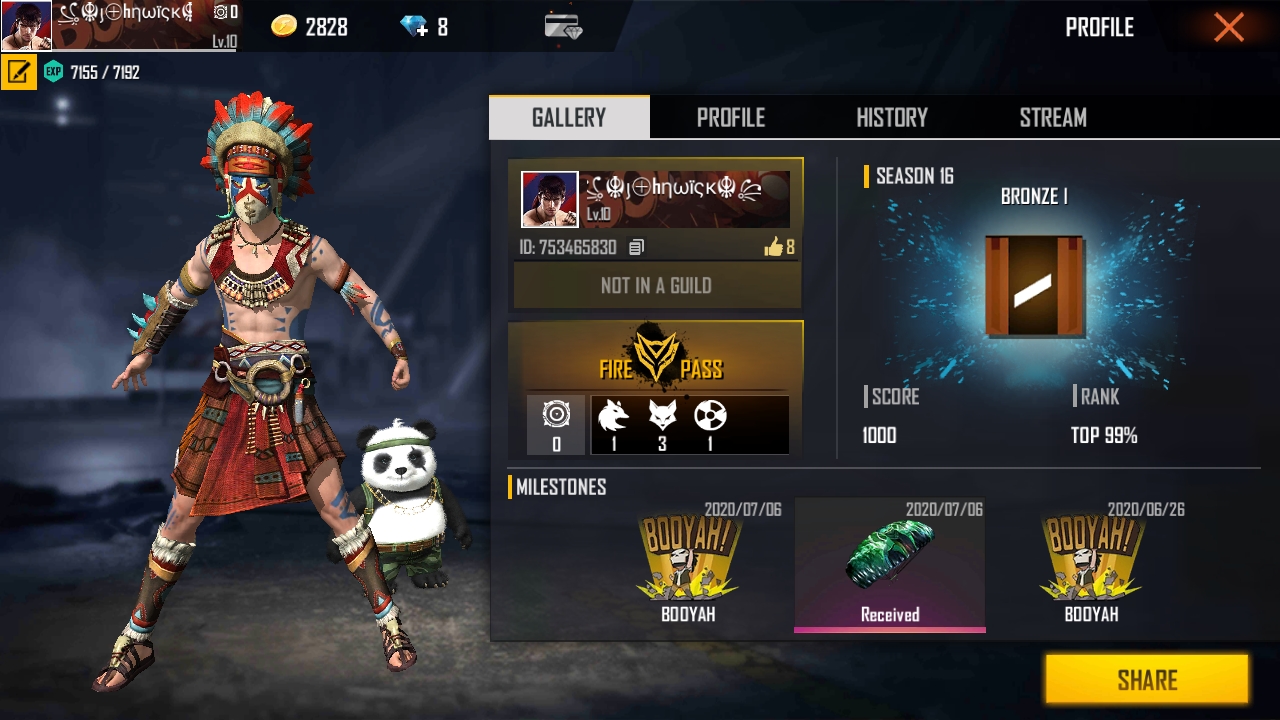 ꧁☬j⊕hηωῐςκ☬ 0
Lv.10
2828
8
PROFILE
EXP 7155 / 7192
GALLERY
PROFILE
HISTORY
STREAM
☬j⊕hηωῐςκ☬
Lv.10
ID: 753465830
8
NOT IN A GUILD
FIRE PASS
0
1
3
1
SEASON 16
BRONZE I
SCORE
1000
RANK
TOP 99%
MILESTONES
2020/07/06
BOOYAH!
BOOYAH
2020/07/06
Received
2020/06/26
BOOYAH!
BOOYAH
SHARE